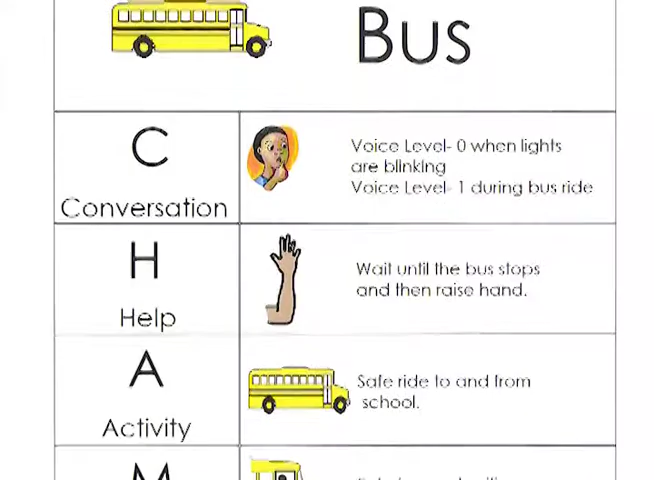 Bus
C
Conversation
Voice Level- 0 when lights
are blinking
Voice Level- 1 during bus ride
H
Help
Wait until the bus stops
and then raise hand.
A
Activity
Safe ride to and from
school.
M